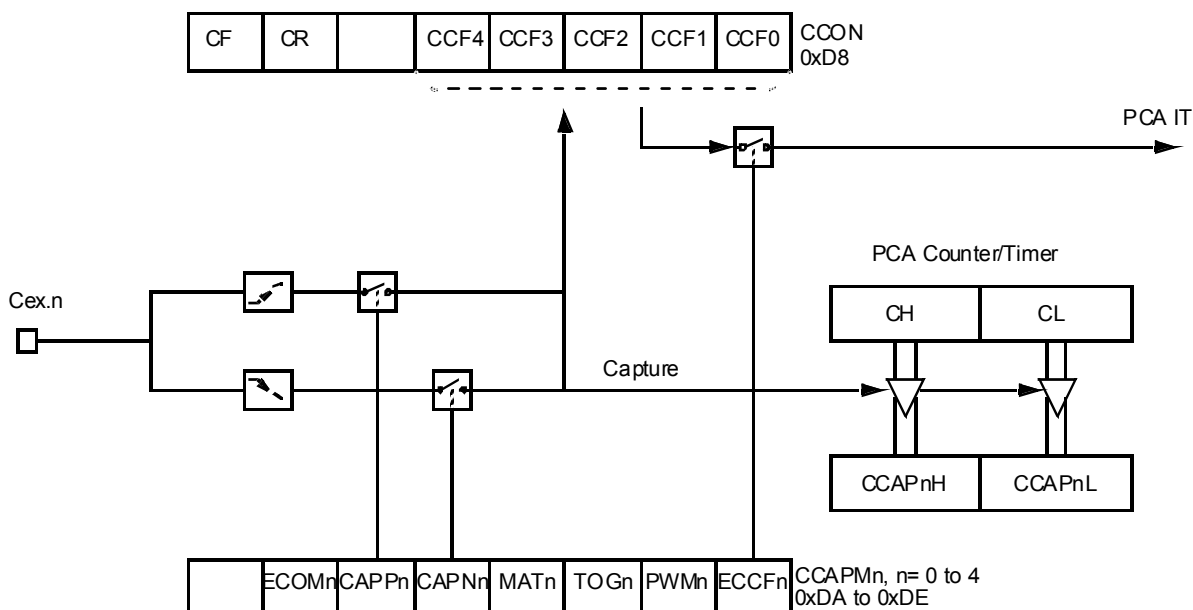 CF CR CCF4 CCF3 CCF2 CCF1 CCF0 CCON
0xD8
PCA IT
PCA Counter/Timer
Cex.n
CH CL
Capture
CCAPnH CCAPnL
ECOMn CAPPn CAPNn MATn TOGn PWMn ECCFn CCAPMn, n= 0 to 4
0xDA to 0xDE